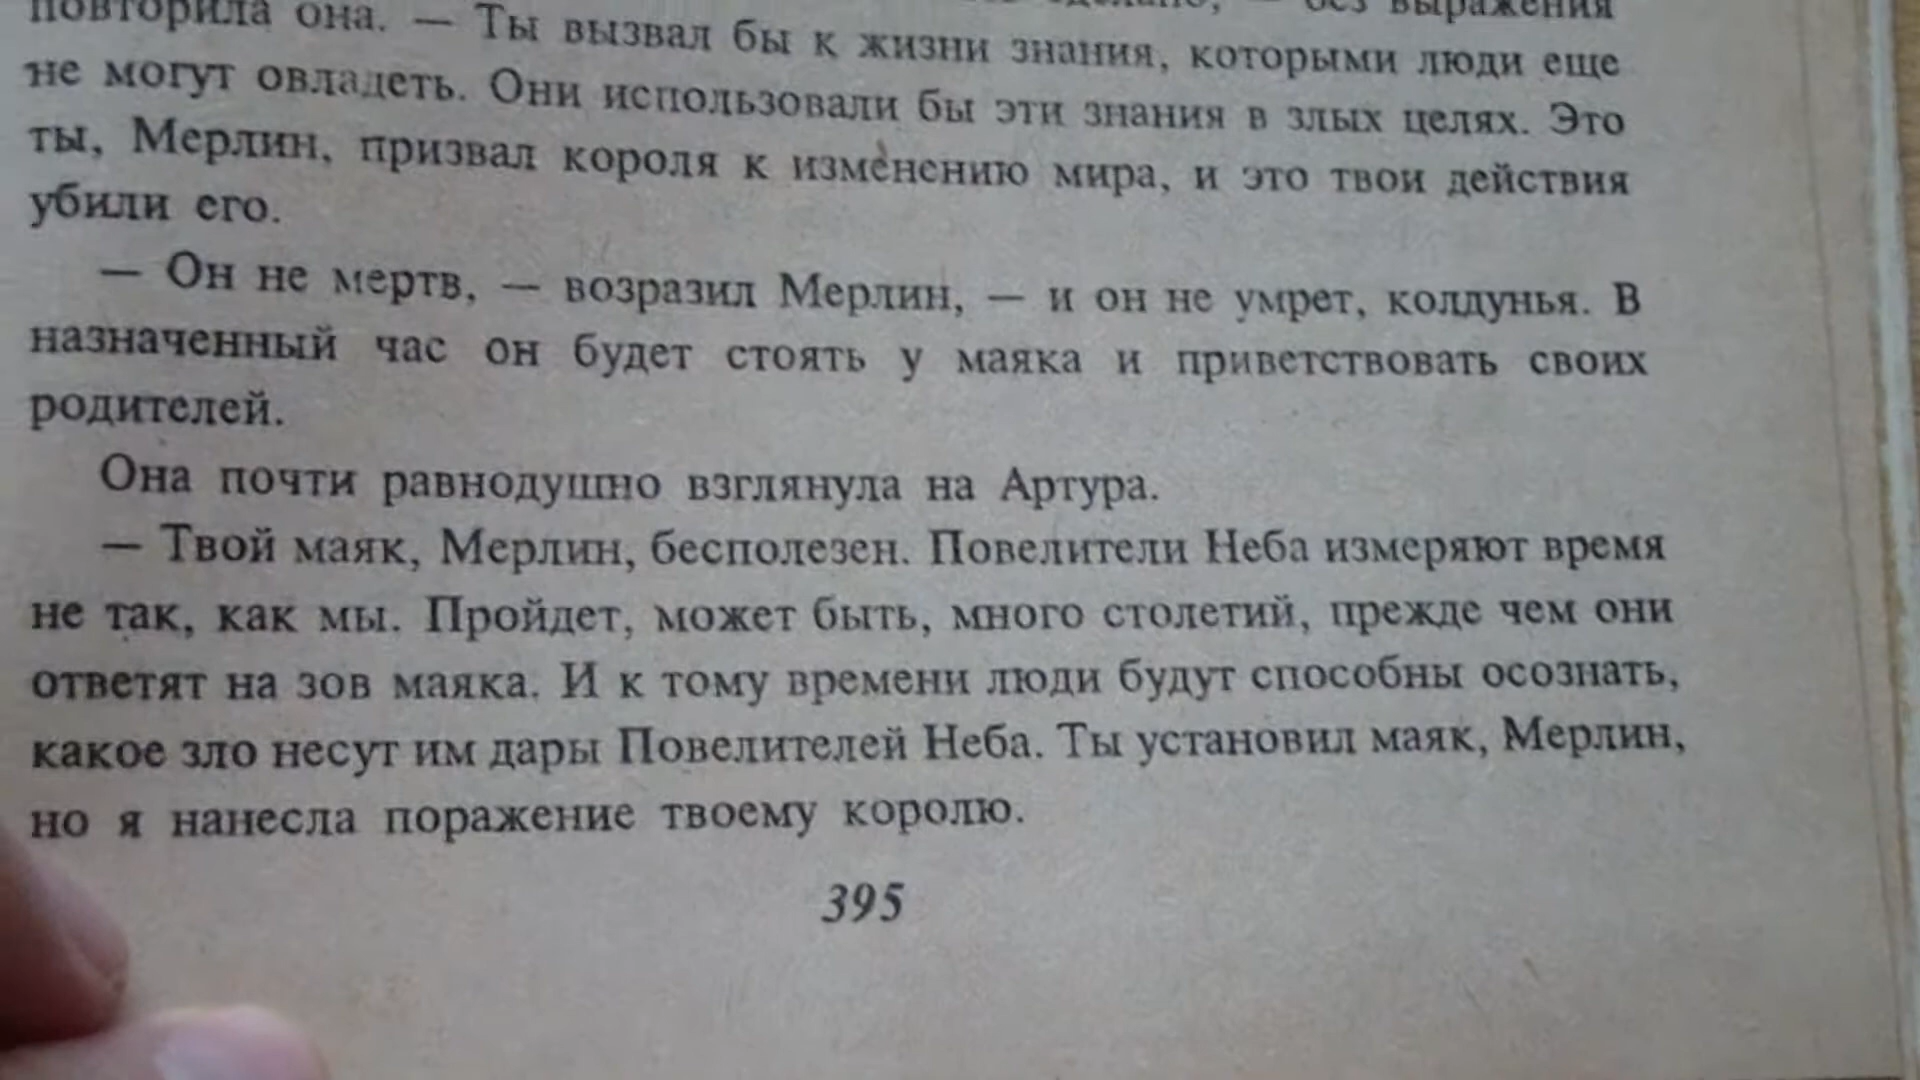 повторила она. — Ты вызвал бы к жизни знания, которыми люди еще
не могут овладеть. Они использовали бы эти знания в злых целях. Это
ты, Мерлин, призвал короля к изменению мира, и это твои действия
убили его.
— Он не мертв, — возразил Мерлин, — и он не умрет, колдунья. В
назначенный час он будет стоять у маяка и приветствовать своих
родителей.
Она почти равнодушно взглянула на Артура.
— Твой маяк, Мерлин, бесполезен. Повелители Неба измеряют время
не так, как мы. Пройдет, может быть, много столетий, прежде чем они
ответят на зов маяка. И к тому времени люди будут способны осознать,
какое зло несут им дары Повелителей Неба. Ты установил маяк, Мерлин,
но я нанесла поражение твоему королю.
395